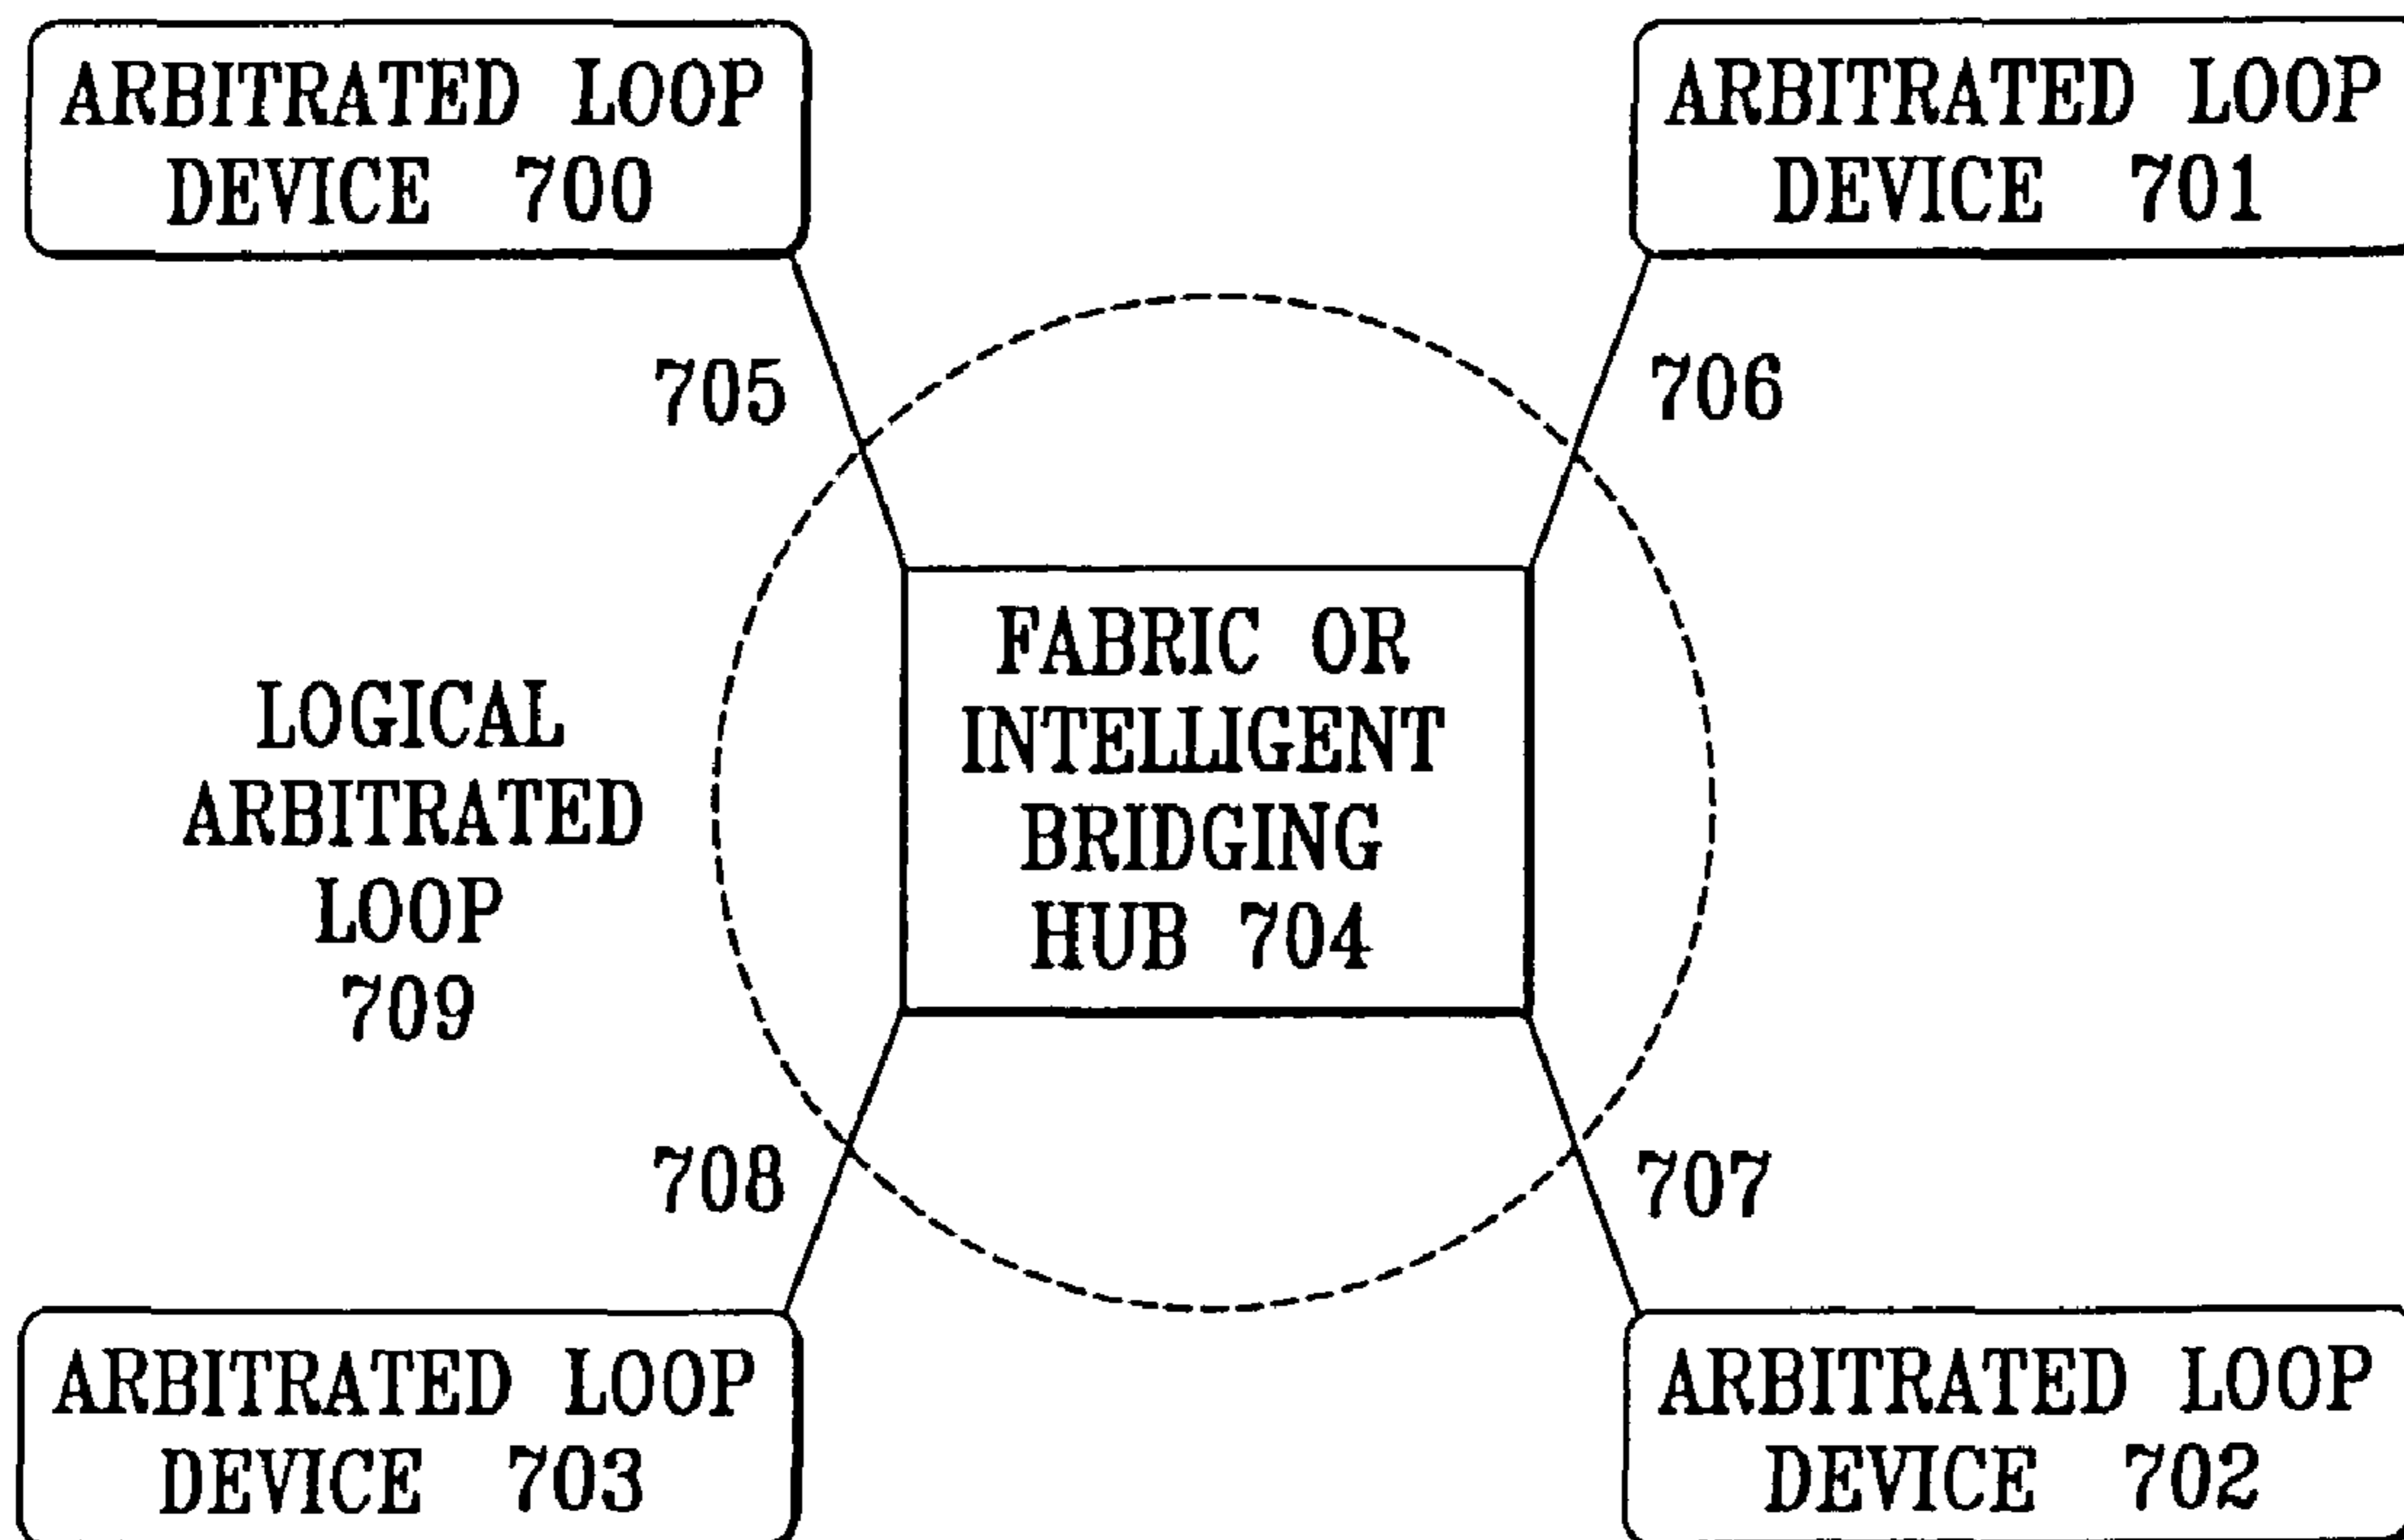 ARBITRATED LOOP
DEVICE 700
ARBITRATED LOOP
DEVICE 701
705
706
FABRIC OR
INTELLIGENT
BRIDGING
HUB 704
LOGICAL
ARBITRATED
LOOP
709
708
707
ARBITRATED LOOP
DEVICE 703
ARBITRATED LOOP
DEVICE 702